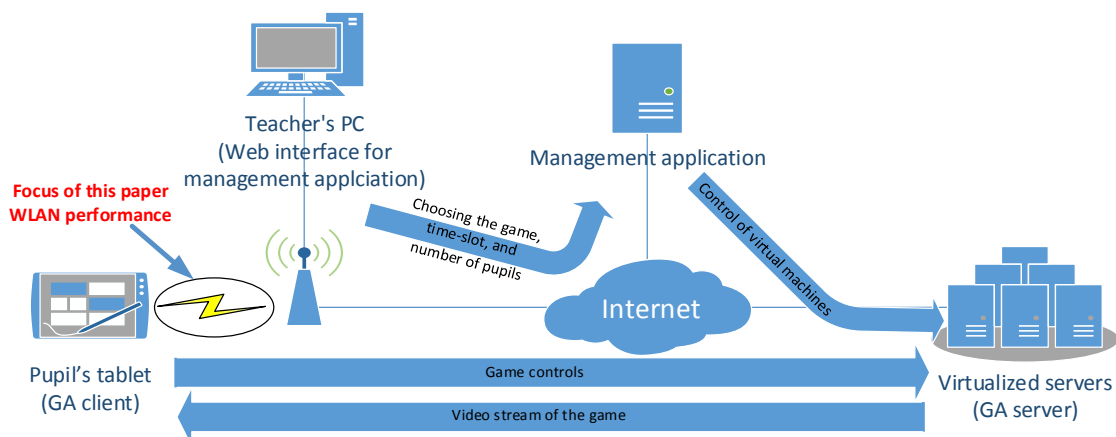 Teacher's PC
(Web interface for
management applciation)
Management application
Focus of this paper
WLAN performance
Choosing the game,
time-slot, and
number of pupils
Control of virtual
machines
Internet
Pupil’s tablet
(GA client)
Game controls
Video stream of the game
Virtualized servers
(GA server)